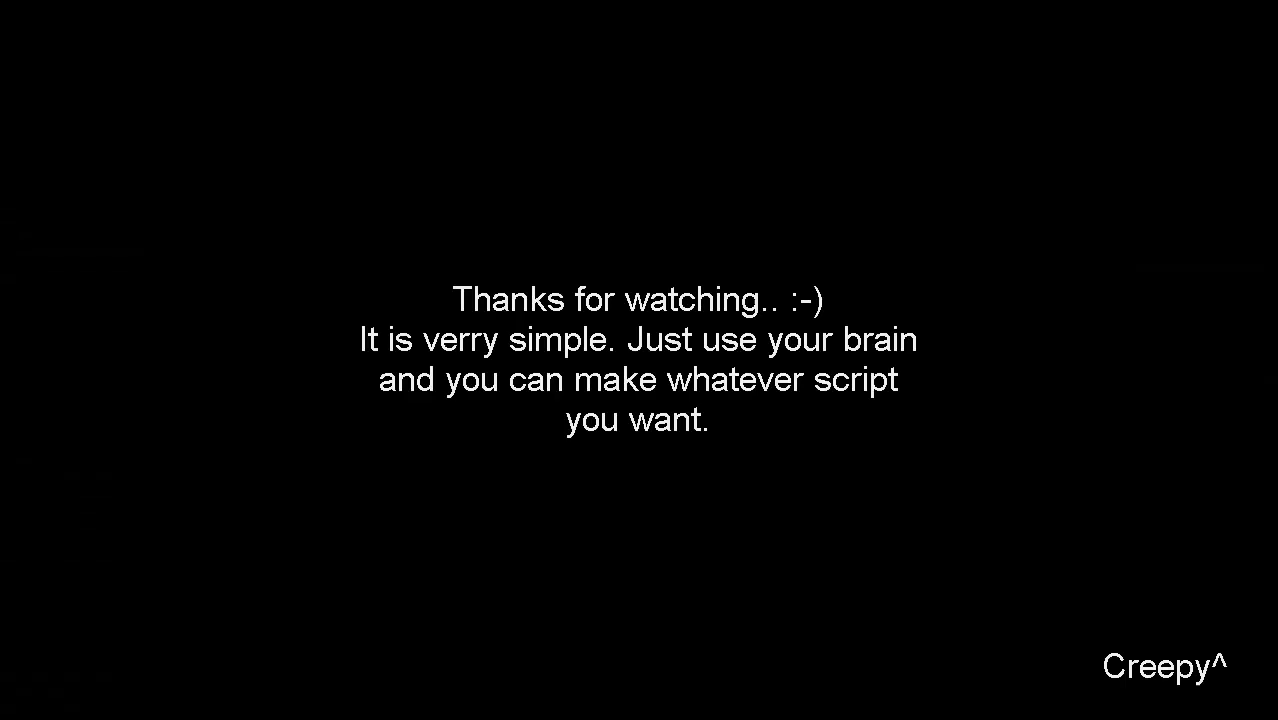 Thanks for watching.. :-)
It is verry simple. Just use your brain
and you can make whatever script
you want.
Creepy^